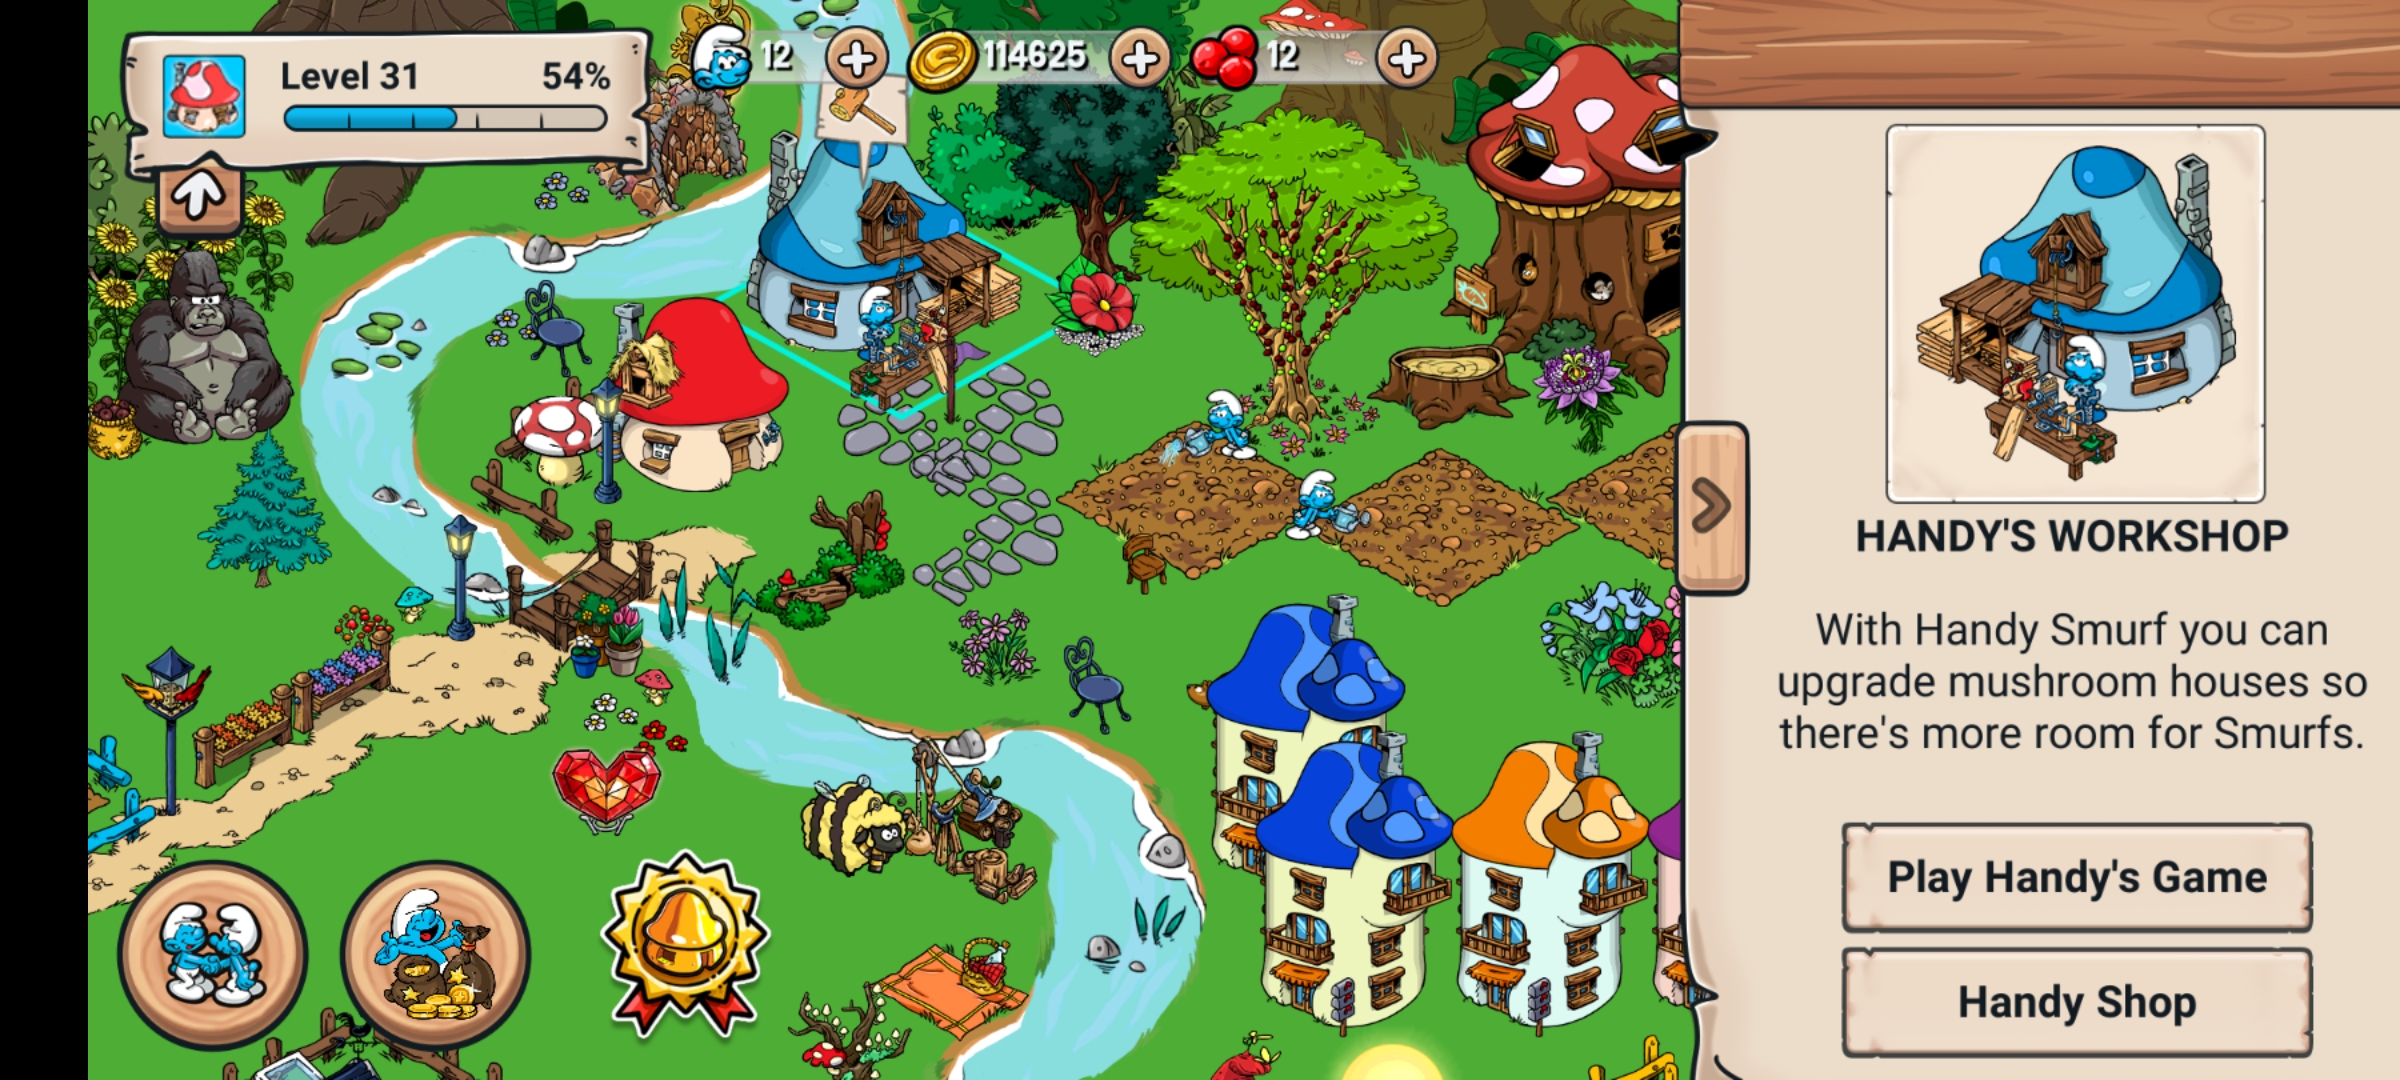 Level 31
54%
12
114625
12
HANDY'S WORKSHOP
With Handy Smurf you can
upgrade mushroom houses so
there's more room for Smurfs.
Play Handy's Game
Handy Shop